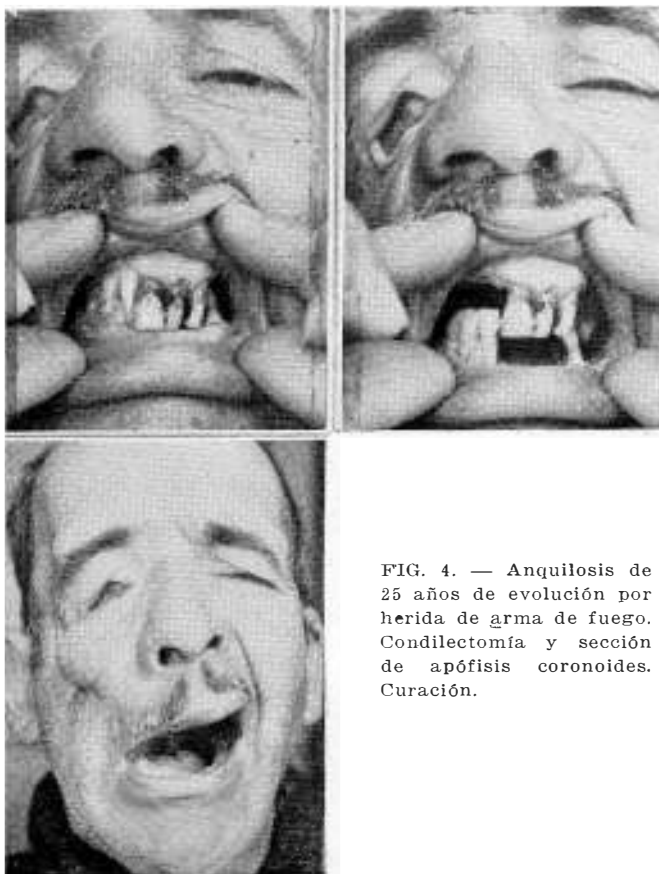 FIG. 4. — Anquilosis de
25 años de evolución por
herida de arma de fuego.
Condilectomía y sección
de apófisis coronoides.
Curación.